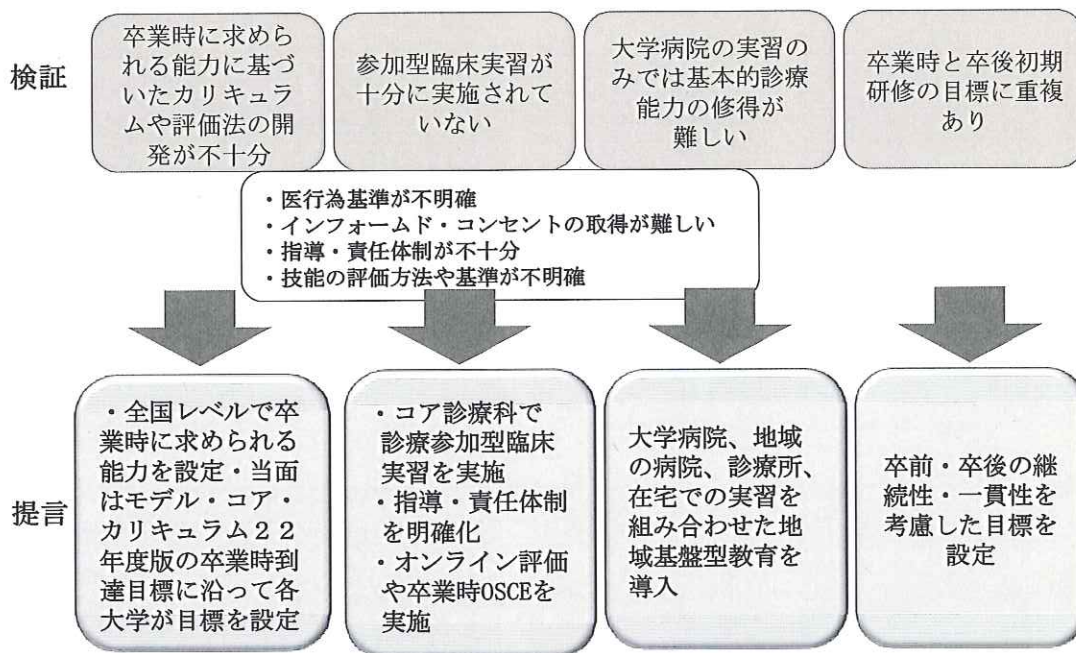 検証
卒業時に求めら
れる能力に基づ
いたカリキュラ
ムや評価法の開
発が不十分
参加型臨床実習が
十分に実施されて
いない
大学病院の実習の
みでは基本的診療
能力の修得が
難しい
卒業時と卒後初期
研修の目標に重複
あり
・医行為基準が不明確
・インフォームド・コンセントの取得が難しい
・指導・責任体制が不十分
・技能の評価方法や基準が不明確
提言
・全国レベルで卒
業時に求められる
能力を設定・当面
はモデル・コア・
カリキュラム２２
年度版の卒業時到
達目標に沿って各
大学が目標を設定
・コア診療科で
診療参加型臨床
実習を実施
・指導・責任体制
を明確化
・オンライン評価
や卒業時OSCEを
実施
大学病院、地域
の病院、診療所、
在宅での実習を
組み合わせた地
域基盤型教育を
導入
卒前・卒後の継
続性・一貫性を
考慮した目標を
設定